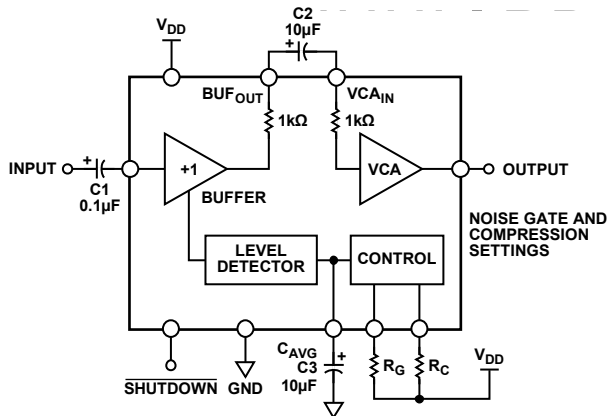 C2
10µF
+
VDD
BUFOUT
VCAIN
1kΩ
1kΩ
INPUT
+
C1
0.1µF
+1
BUFFER
VCA
OUTPUT
NOISE GATE AND
COMPRESSION
SETTINGS
LEVEL
DETECTOR
CONTROL
SHUTDOWN
GND
CAVG
C3
10µF
+
RG
RC
VDD